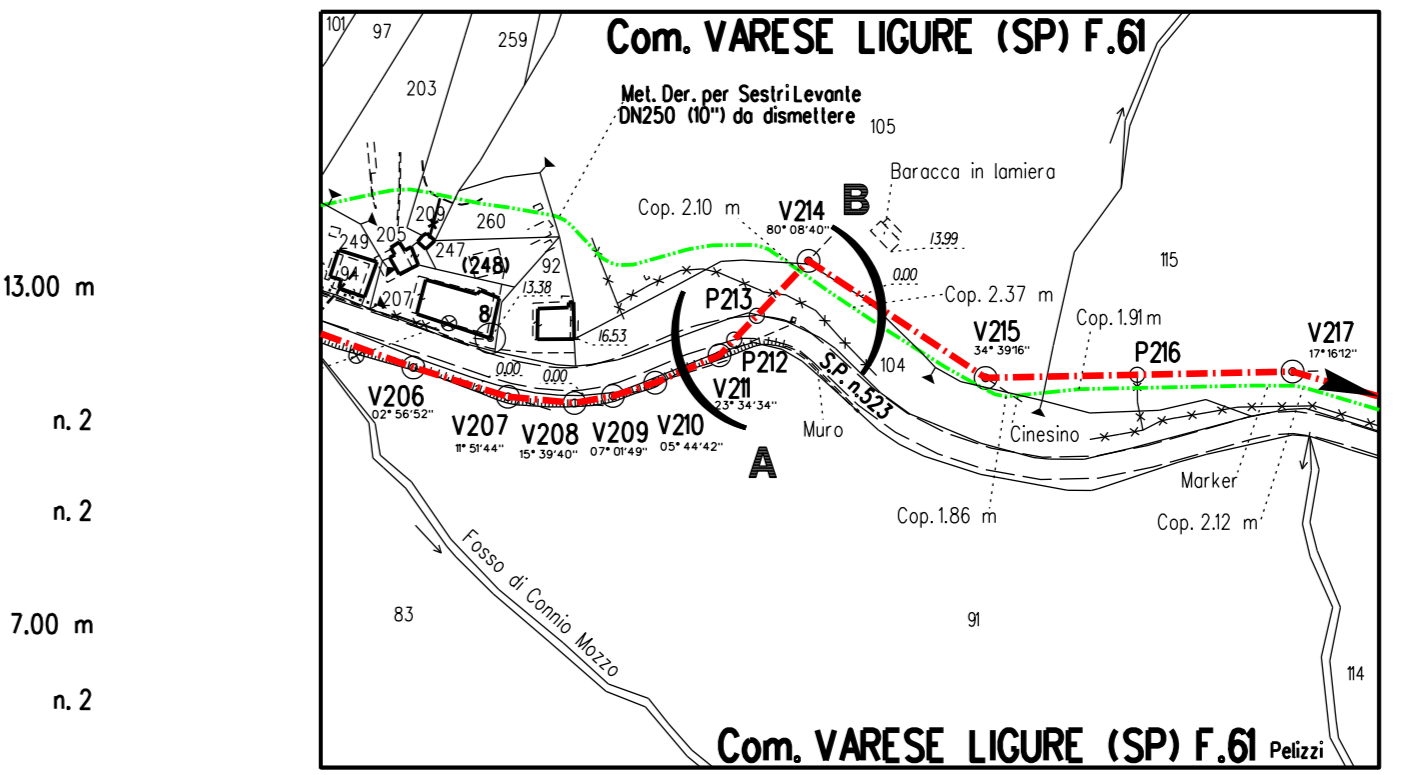 101
97
259
Com. VARESE LIGURE (SP) F.61
203
Met. Der. per Sestri Levante
DN250 (10") da dismettere
105
Baracca in lamiera
Cop. 2.10 m
V214
80° 08'40"
B
13.99
209
260
205
249
247
(248)
92
94
115
13.00 m
207
13.38
8
0.00
P213
Cop. 2.37 m
Cop. 1.91 m
16.53
V215
34° 39'16"
P216
V217
17° 16'12"
0.00
0.00
P212
104
S.P. n.523
V206
02° 56'52"
V207
11° 51'44"
V208
15° 39'40"
V209
07° 01'49"
V210
05° 44'42"
V211
23° 34'34"
Muro
Cinesino
n. 2
A
Marker
n. 2
Cop. 1.86 m
Cop. 2.12 m
Fosso di Connio Mozzo
83
91
7.00 m
114
n. 2
Com. VARESE LIGURE (SP) F.61 Pelizzi